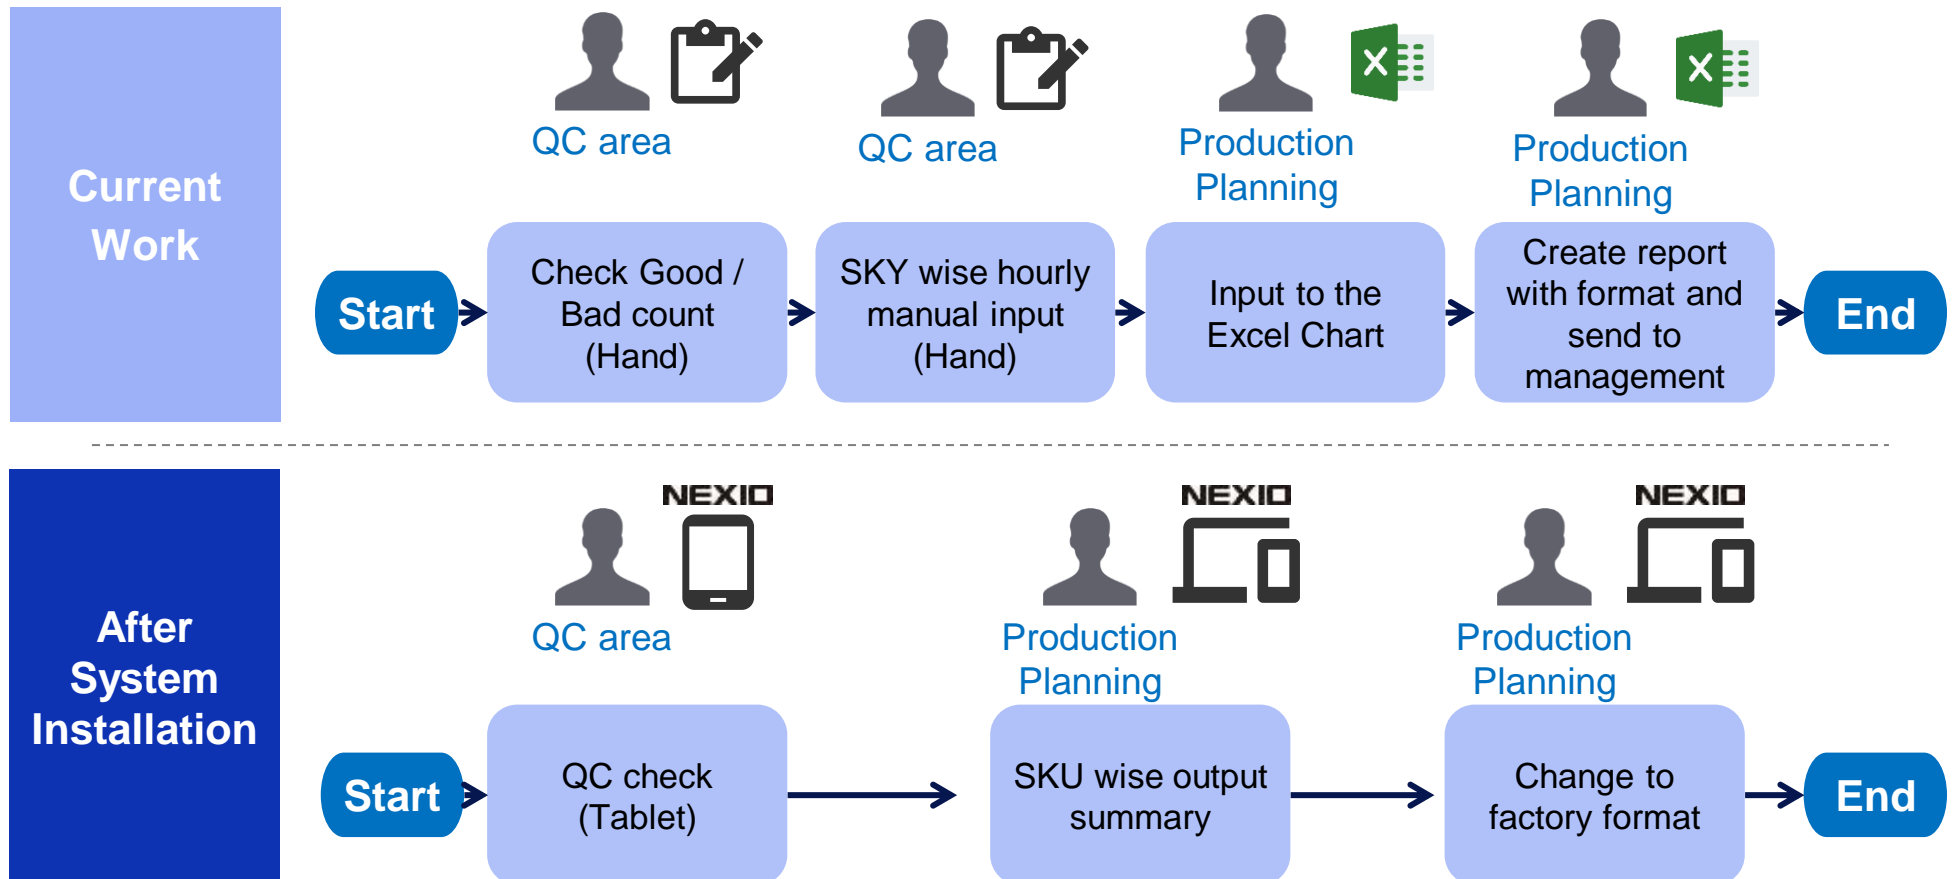 Current
Work
QC area
QC area
Production
Planning
Production
Planning
Start
Check Good /
Bad count
(Hand)
SKY wise hourly
manual input
(Hand)
Input to the
Excel Chart
Create report
with format and
send to
management
End
After
System
Installation
NEXIO
QC area
NEXIO
Production
Planning
NEXIO
Production
Planning
Start
QC check
(Tablet)
SKU wise output
summary
Change to
factory format
End